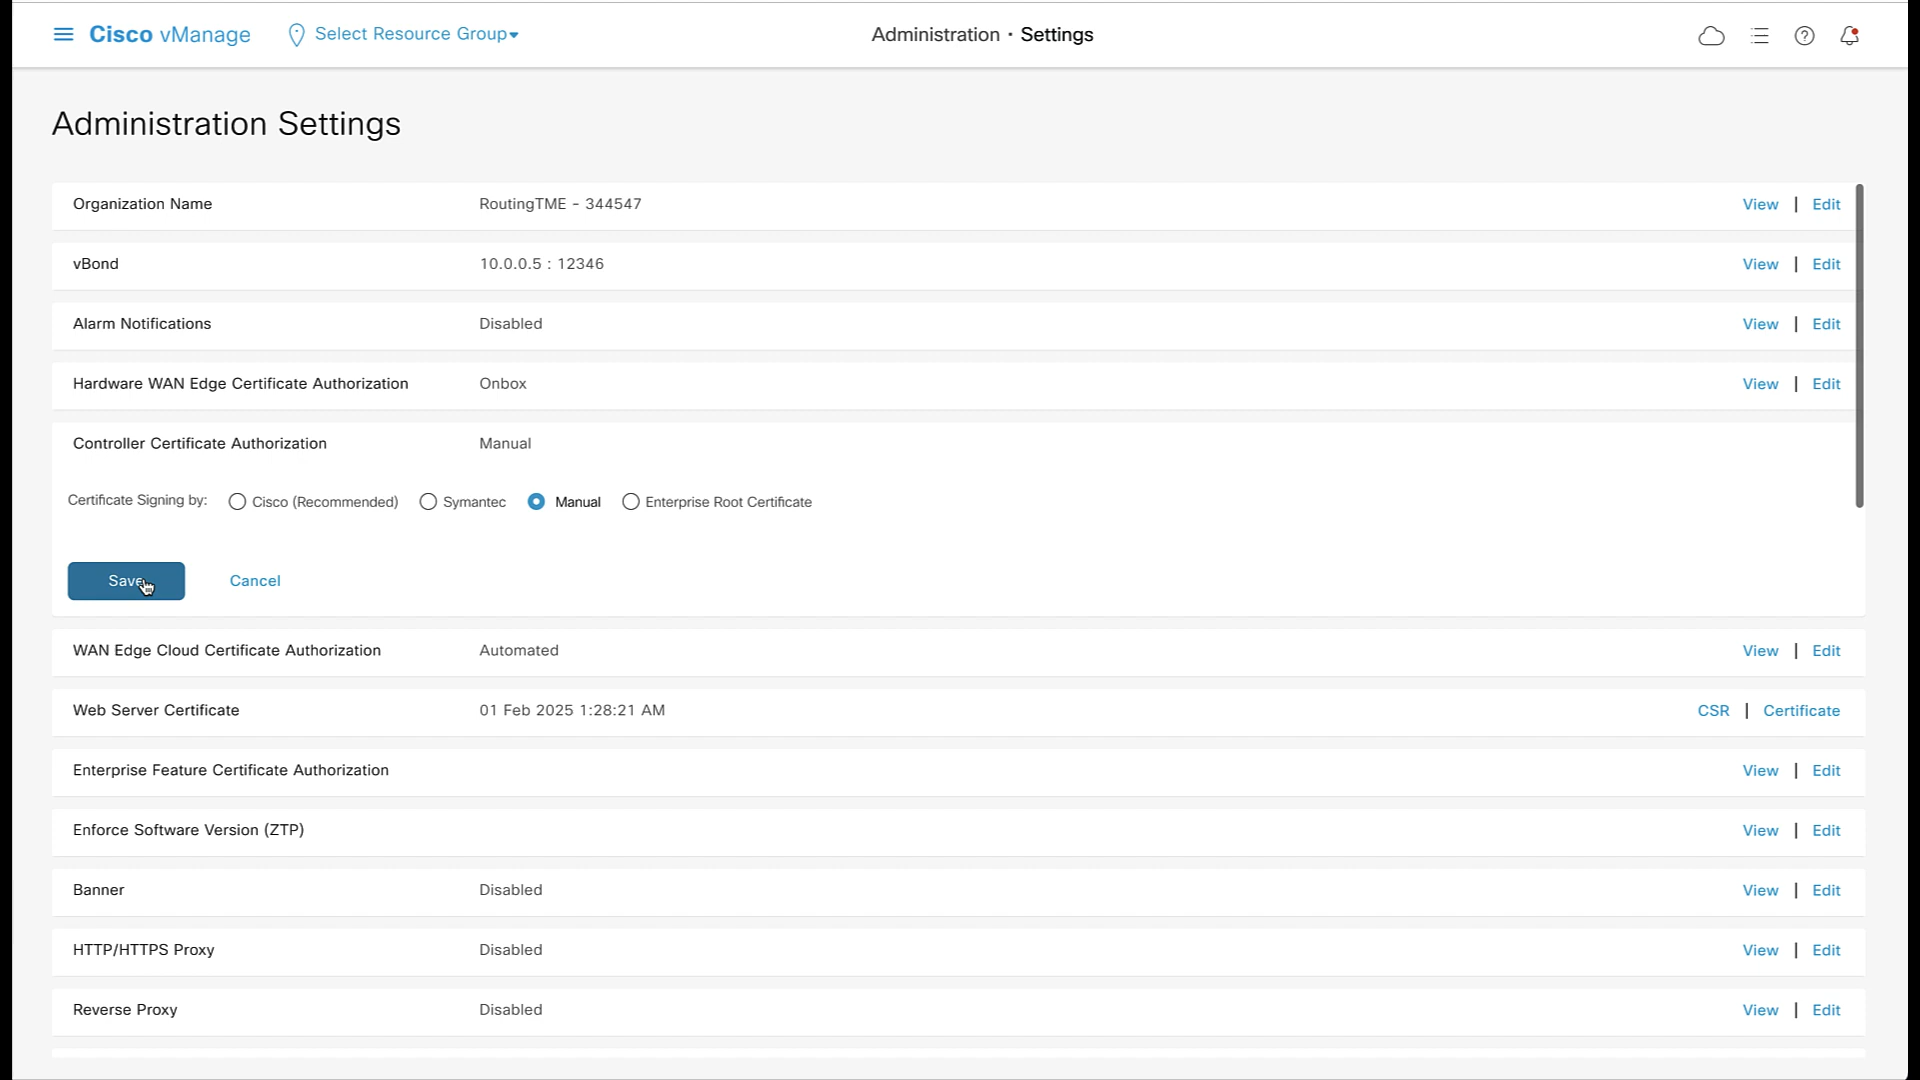 Cisco vManage Select Resource Group Administration · Settings
Administration Settings
Organization Name RoutingTME - 344547 View | Edit
vBond 10.0.0.5 : 12346 View | Edit
Alarm Notifications Disabled View | Edit
Hardware WAN Edge Certificate Authorization Onbox View | Edit
Controller Certificate Authorization Manual
Certificate Signing by: Cisco (Recommended) Symantec Manual Enterprise Root Certificate
Save Cancel
WAN Edge Cloud Certificate Authorization Automated View | Edit
Web Server Certificate 01 Feb 2025 1:28:21 AM CSR | Certificate
Enterprise Feature Certificate Authorization View | Edit
Enforce Software Version (ZTP) View | Edit
Banner Disabled View | Edit
HTTP/HTTPS Proxy Disabled View | Edit
Reverse Proxy Disabled View | Edit